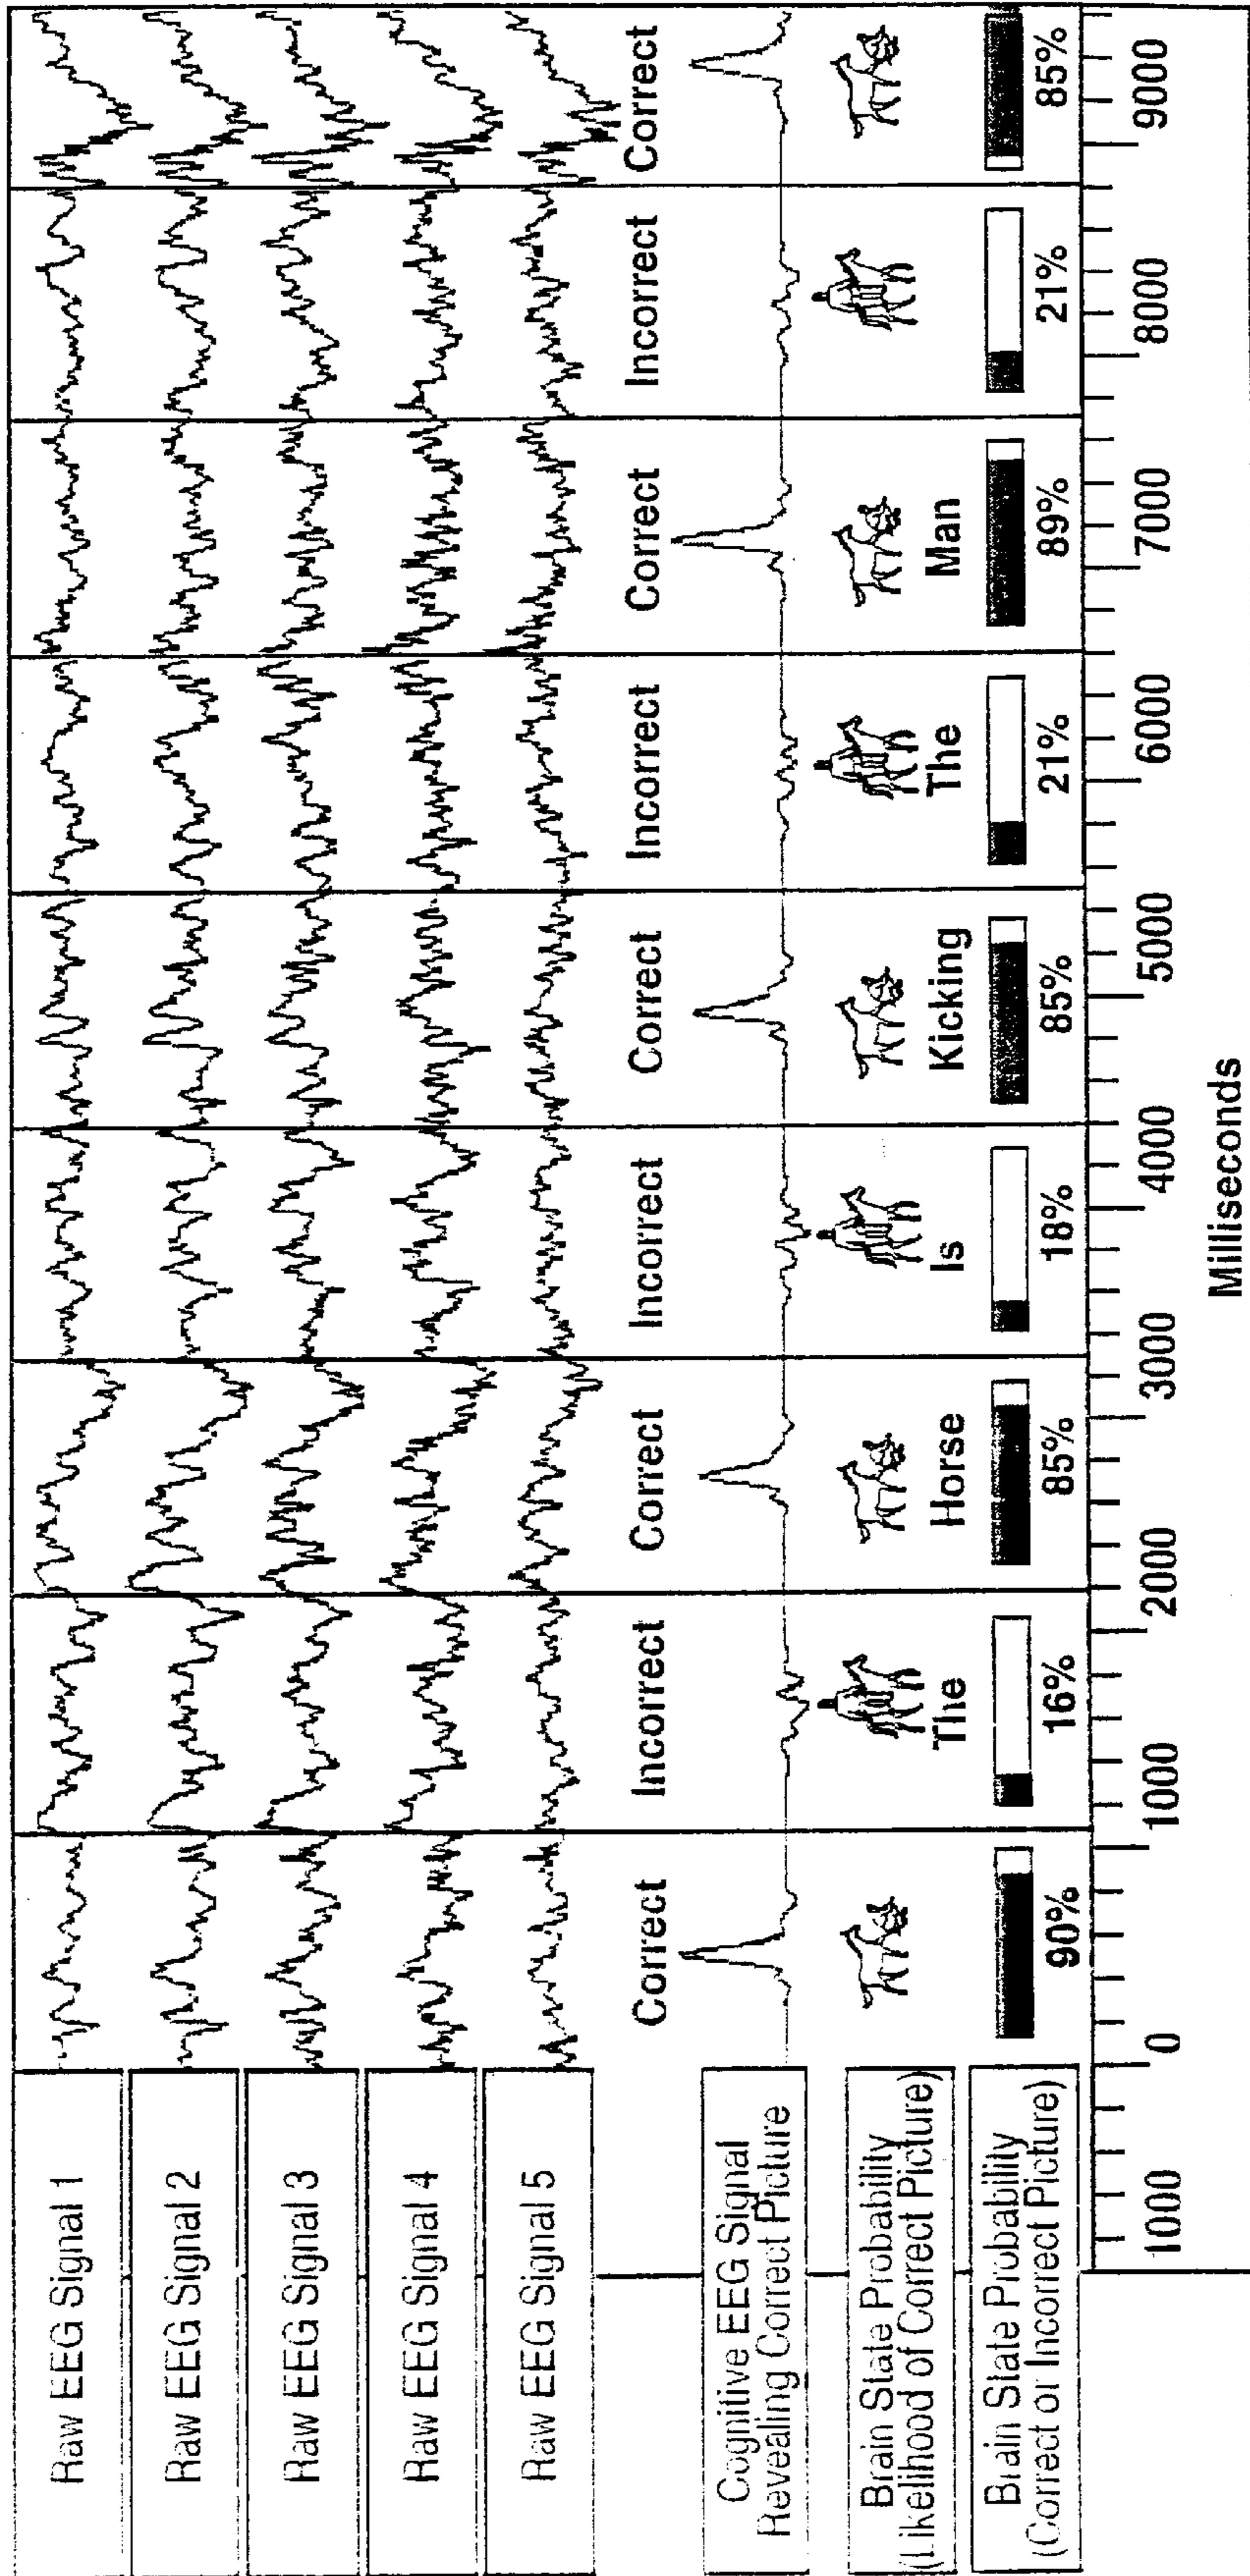 Raw EEG Signal 1
Raw EEG Signal 2
Raw EEG Signal 3
Raw EEG Signal 4
Raw EEG Signal 5
Correct Incorrect Correct Incorrect Correct Incorrect Correct Incorrect Correct
Cognitive EEG Signal
Revealing Correct Picture
Brain State Probability
(Likelihood of Correct Picture)
The Horse Is Kicking The Man
Brain State Probability
(Correct or Incorrect Picture)
90% 16% 85% 18% 85% 21% 89% 21% 85%
1000 0 1000 2000 3000 4000 5000 6000 7000 8000 9000
Milliseconds